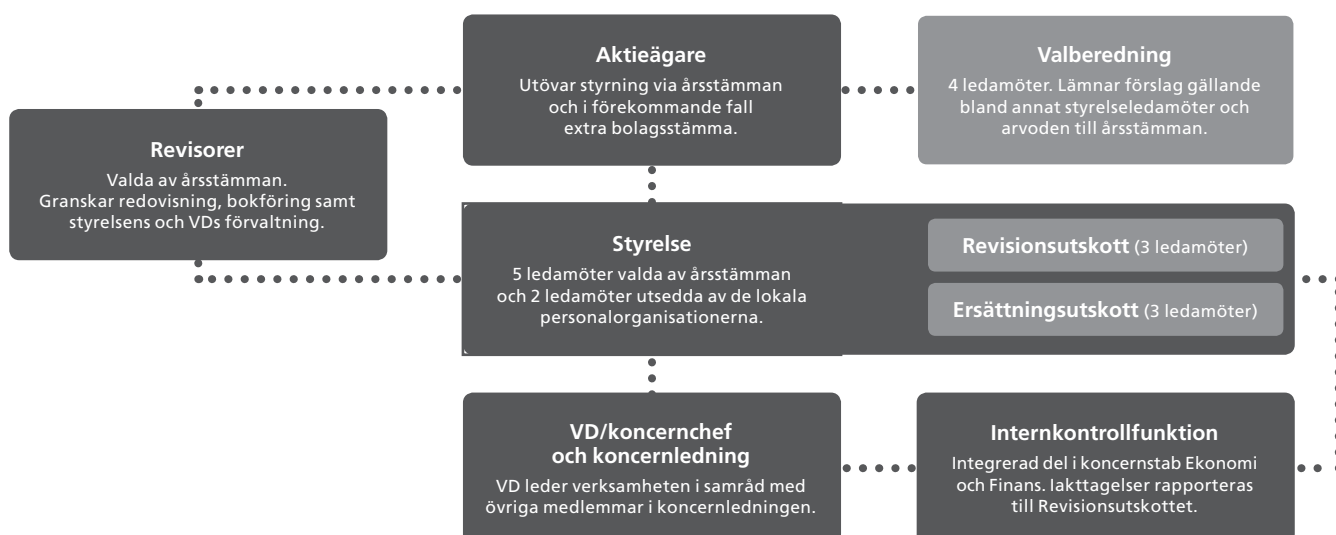 Aktieägare
Utövar styrning via årsstämman
och i förekommande fall
extra bolagsstämma.
Valberedning
4 ledamöter. Lämnar förslag gällande
bland annat styrelseledamöter och
arvoden till årsstämman.
Revisorer
Valda av årsstämman.
Granskar redovisning, bokföring samt
styrelsens och VDs förvaltning.
Styrelse
5 ledamöter valda av årsstämman
och 2 ledamöter utsedda av de lokala
personalorganisationerna.
Revisionsutskott (3 ledamöter)
Ersättningsutskott (3 ledamöter)
VD/koncernchef
och koncernledning
VD leder verksamheten i samråd med
övriga medlemmar i koncernledningen.
Internkontrollfunktion
Integrerad del i koncernstab Ekonomi
och Finans. Iakttagelser rapporteras
till Revisionsutskottet.